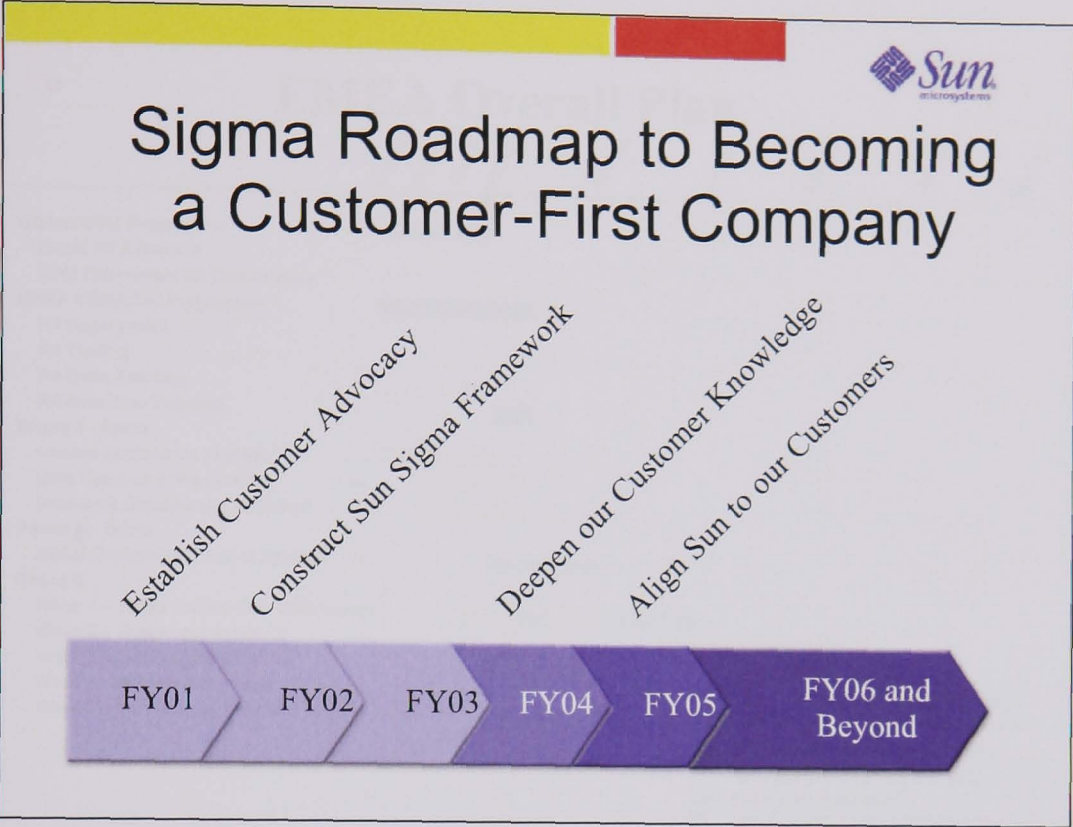 Sun
microsystems
Sigma Roadmap to Becoming
a Customer-First Company
Establish Customer Advocacy
Construct Sun Sigma Framework
Deepen our Customer Knowledge
Align Sun to our Customers
FY01
FY02
FY03
FY04
FY05
FY06 and
Beyond